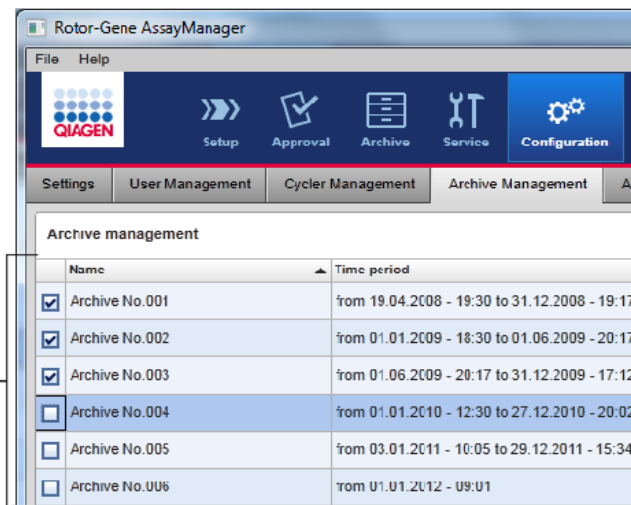 Rotor-Gene AssayManager
File Help
QIAGEN
Setup Approval Archive Service Configuration
Settings User Management Cycler Management Archive Management A
Archive management
Name Time period
Archive No.001 from 19.04.2008 - 19:30 to 31.12.2008 - 19:17
Archive No.002 from 01.01.2009 - 18:30 to 01.06.2009 - 20:17
Archive No.003 from 01.06.2009 - 20:17 to 31.12.2009 - 17:12
Archive No.004 from 01.01.2010 - 12:30 to 27.12.2010 - 20:02
Archive No.005 from 03.01.2011 - 10:05 to 29.12.2011 - 15:34
Archive No.006 from 01.01.2012 - 09:01